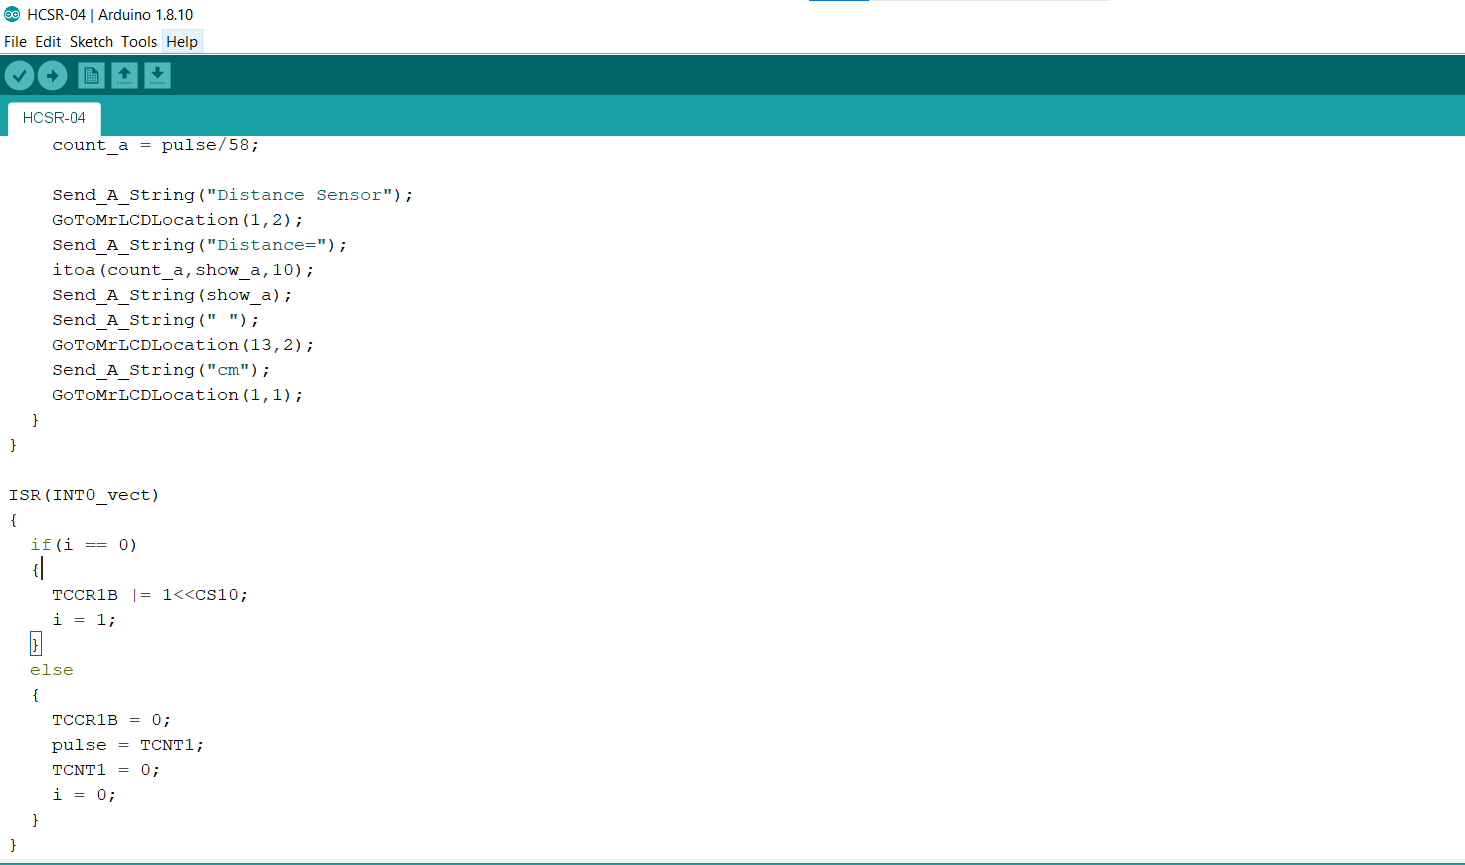 HCSR-04 | Arduino 1.8.10
File Edit Sketch Tools Help
HCSR-04
count_a = pulse/58;
Send_A_String("Distance Sensor");
GoToMrLCDLocation(1,2);
Send_A_String("Distance=");
itoa(count_a,show_a,10);
Send_A_String(show_a);
Send_A_String(" ");
GoToMrLCDLocation(13,2);
Send_A_String("cm");
GoToMrLCDLocation(1,1);
}
}
ISR(INT0_vect)
{
if(i == 0)
{
TCCR1B |= 1<<CS10;
i = 1;
}
else
{
TCCR1B = 0;
pulse = TCNT1;
TCNT1 = 0;
i = 0;
}
}